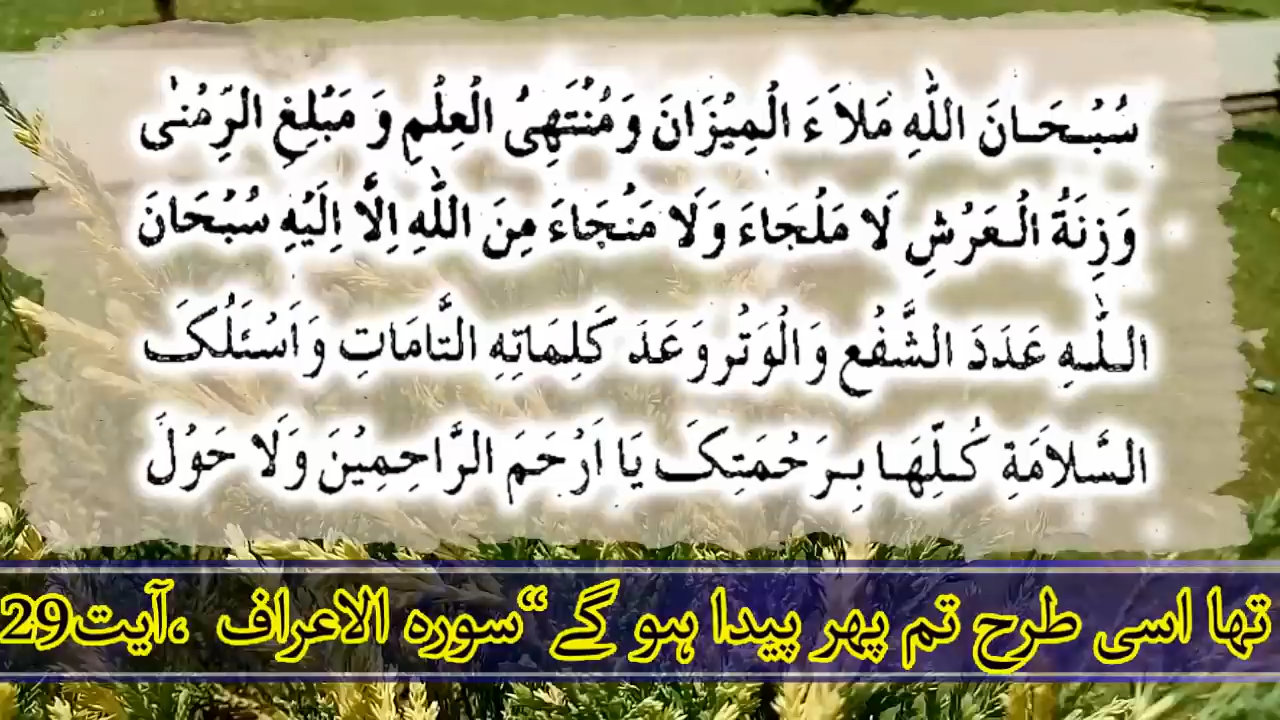 سُبْحَانَ اللّٰهِ مَلَاءَ الْمِيْزَانَ وَمُنْتَهِىُ الْعِلْمِ وَ مَبْلِغِ الرِّمْنٰى
وَزِنَةُ الْعَرْشِ لَا مَلْجَاءَ وَلَا مَنْجَاءَ مِنَ اللّٰهِ اِلَّا اِلَيْهِ سُبْحَانَ
اللّٰهِ عَدَدَ الشَّفْعِ وَالْوَتْرِ وَعَدَ كَلِمَاتِهِ التَّامَاتِ وَاَسْئَلُکَ
السَّلَامَةِ كُلِّهَا بِرَحْمَتِکَ يَا اَرْحَمَ الرَّاحِمِيْنَ وَلَا حَوْلَ
تھا اسی طرح تم پھر پیدا ہو گے“سورہ الاعراف ،آیت29